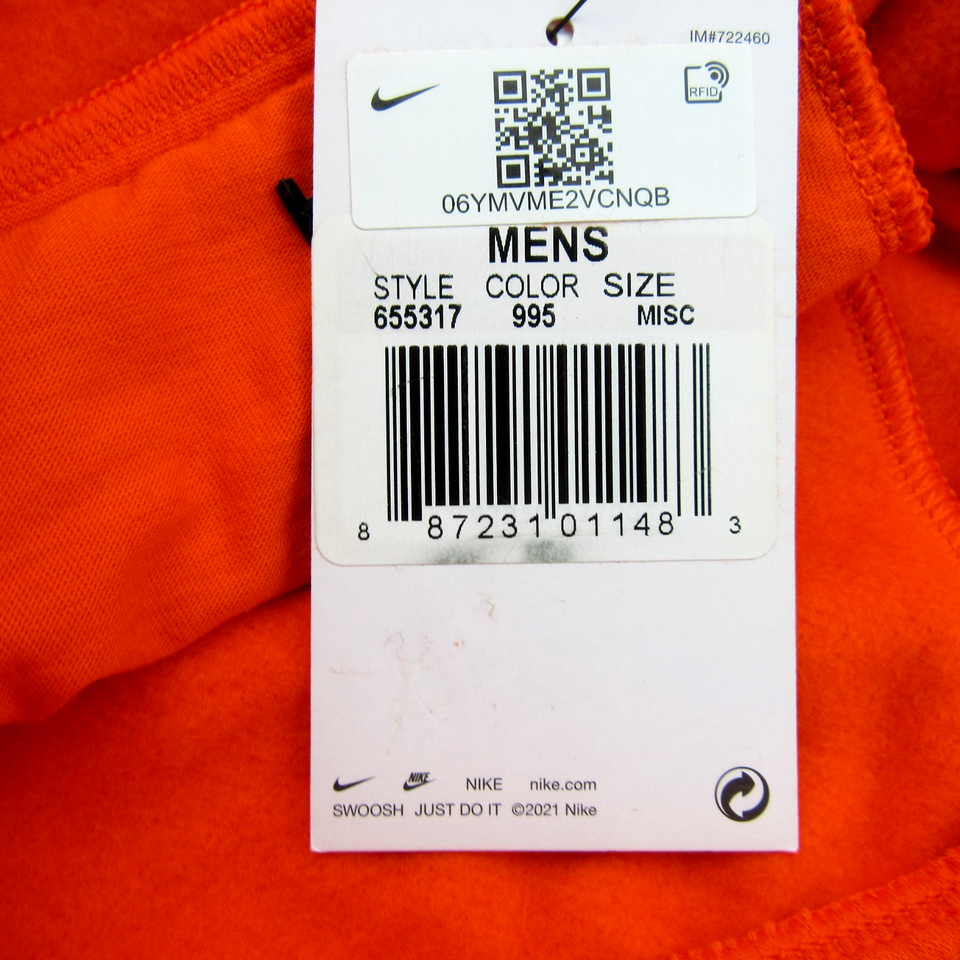 IM#722460
RFID
06YMVME2VCNQB
MENS
STYLE COLOR SIZE
655317 995 MISC
8 87231 01148 3
NIKE NIKE nike.com
SWOOSH JUST DO IT ©2021 Nike